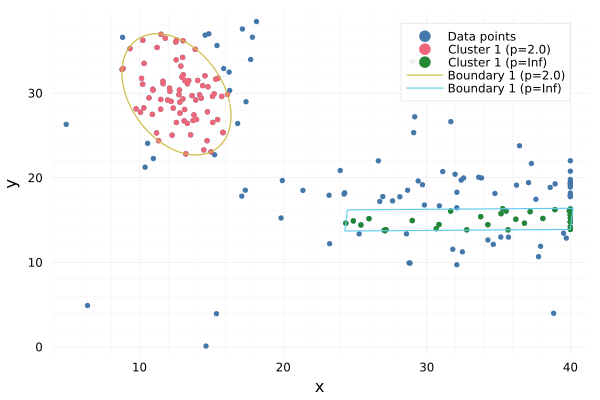 Data points
Cluster 1 (p=2.0)
Cluster 1 (p=Inf)
Boundary 1 (p=2.0)
Boundary 1 (p=Inf)
30
20
10
0
y
10
20
30
40
x